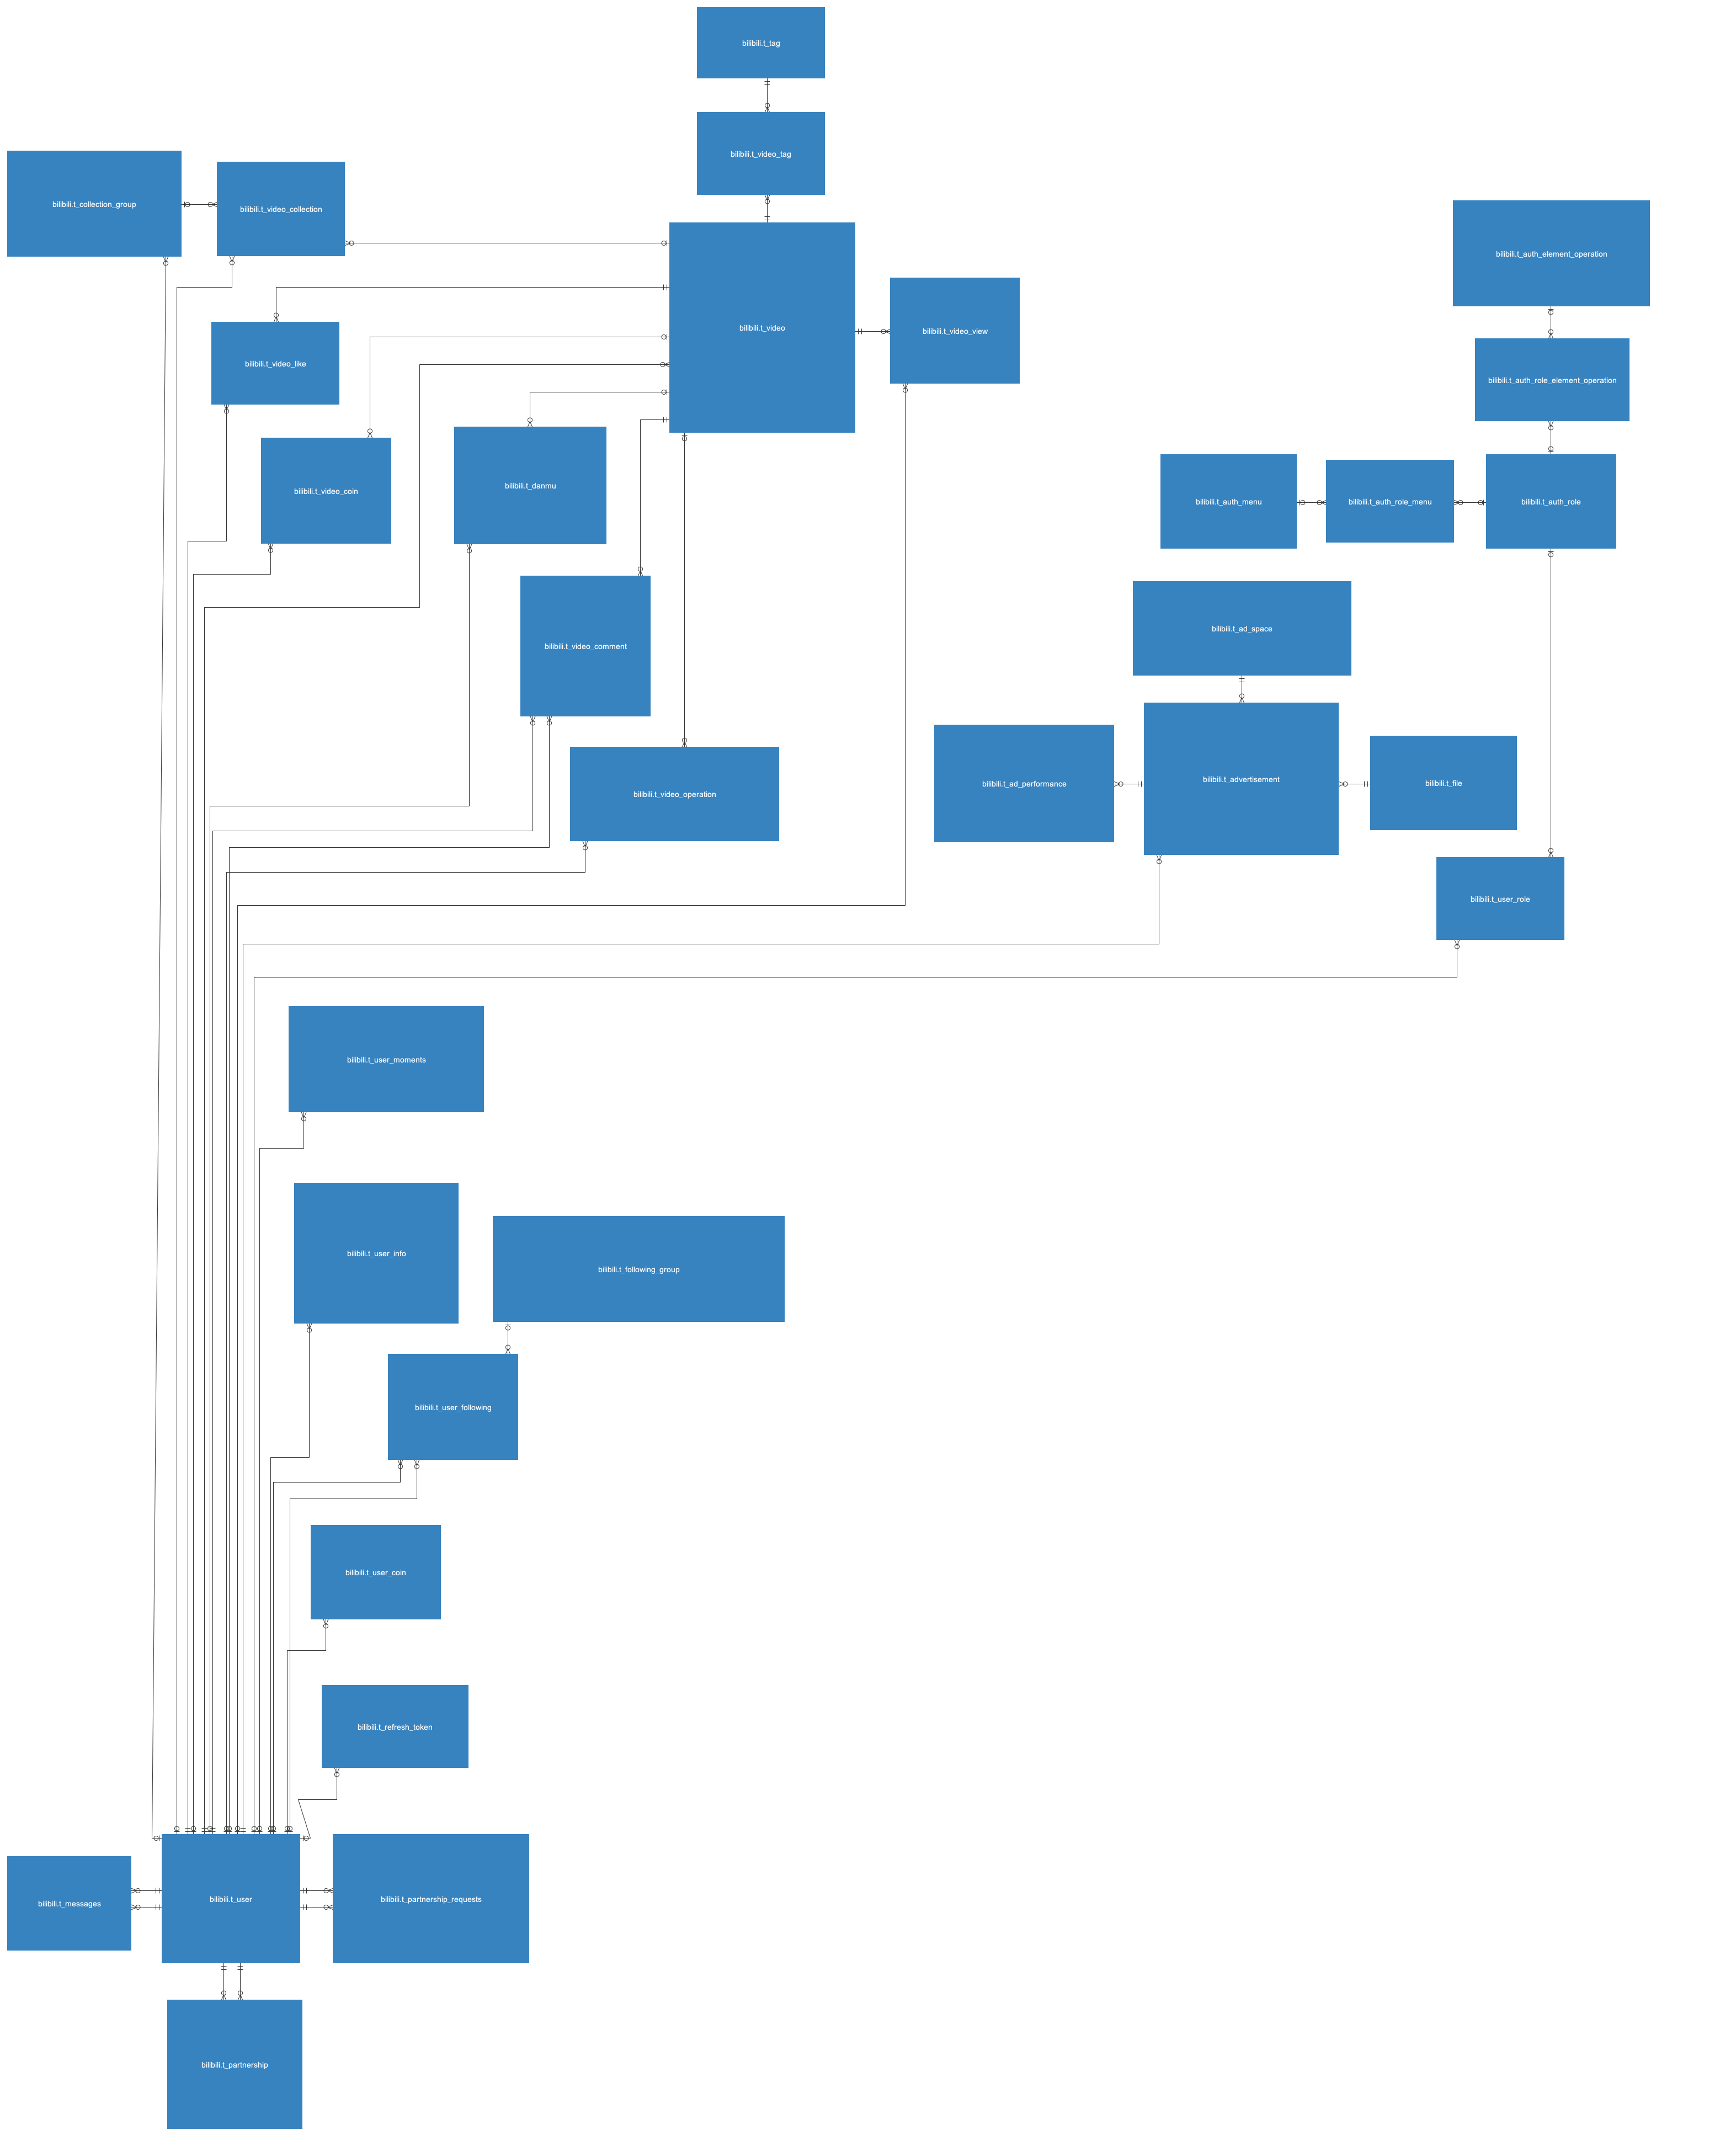 bilibili.t_tag
bilibili.t_video_tag
bilibili.t_collection_group
bilibili.t_video_collection
bilibili.t_auth_element_operation
bilibili.t_video
bilibili.t_video_view
bilibili.t_video_like
bilibili.t_auth_role_element_operation
bilibili.t_danmu
bilibili.t_video_coin
bilibili.t_auth_menu
bilibili.t_auth_role_menu
bilibili.t_auth_role
bilibili.t_ad_space
bilibili.t_video_comment
bilibili.t_advertisement
bilibili.t_ad_performance
bilibili.t_file
bilibili.t_video_operation
bilibili.t_user_role
bilibili.t_user_moments
bilibili.t_user_info
bilibili.t_following_group
bilibili.t_user_following
bilibili.t_user_coin
bilibili.t_refresh_token
bilibili.t_messages
bilibili.t_user
bilibili.t_partnership_requests
bilibili.t_partnership